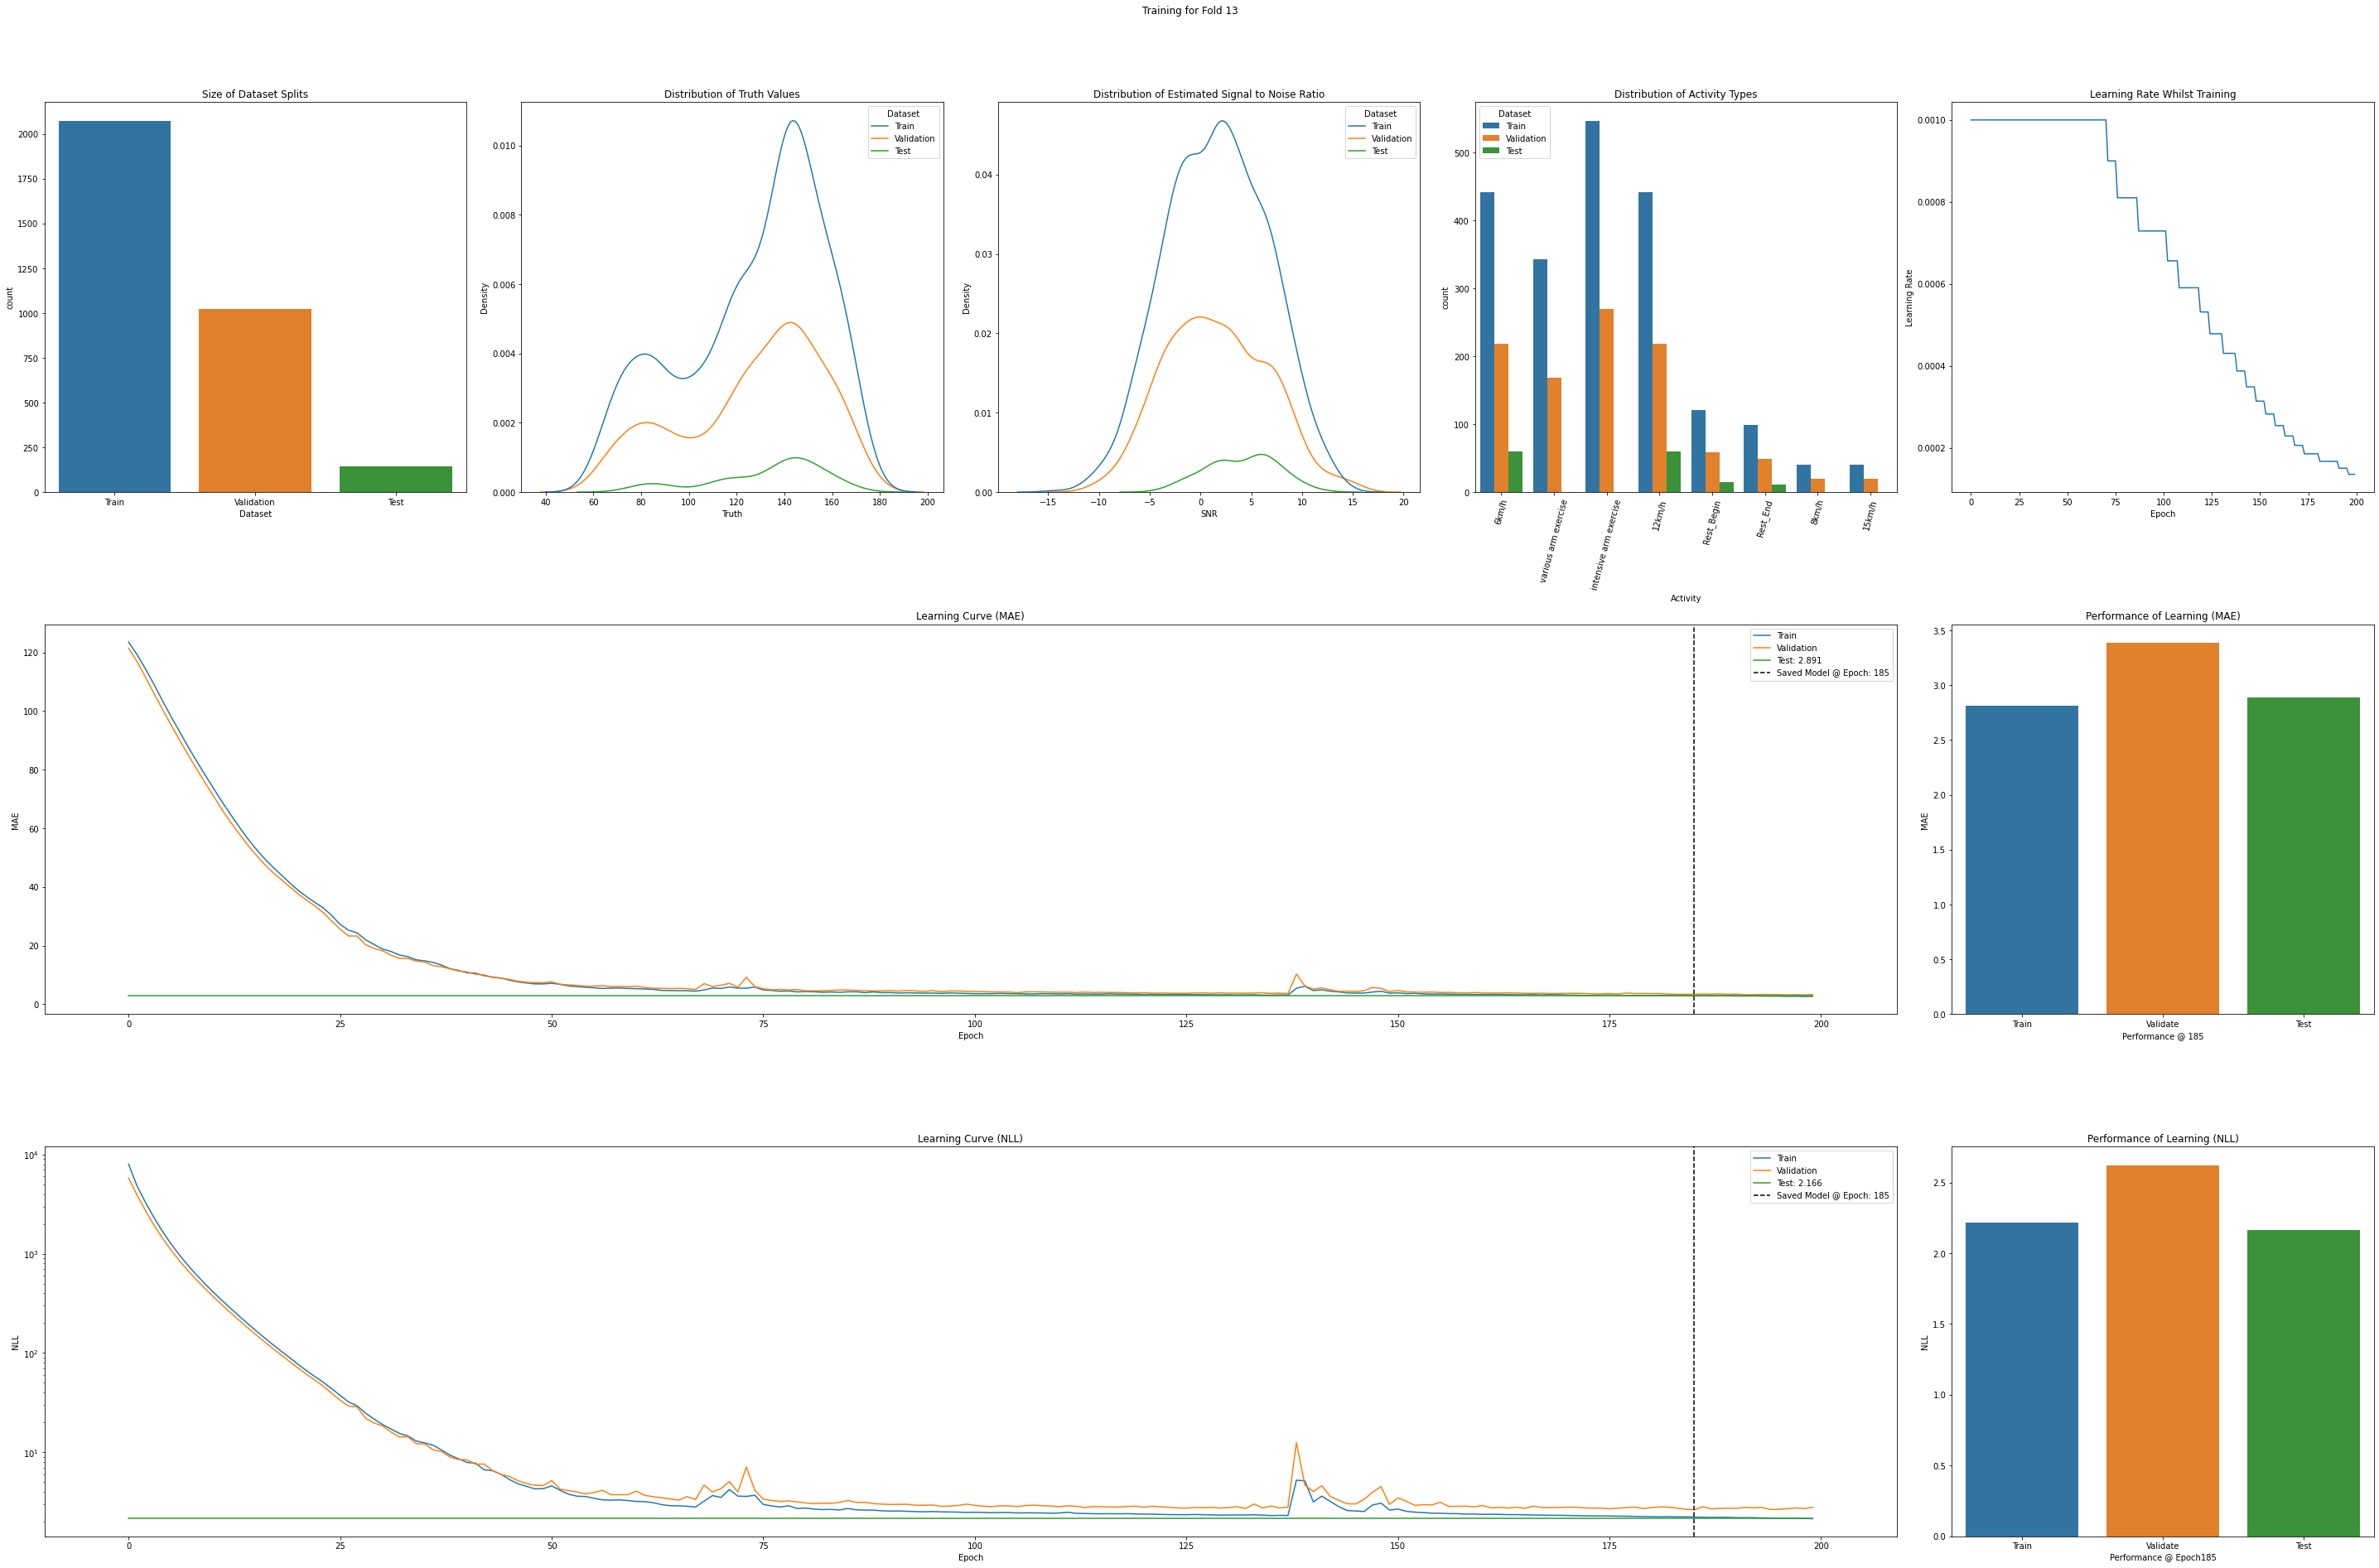 Training for Fold 13
Size of Dataset Splits
2000
1750
1500
1250
1000
750
500
250
0
count
Train Validation Test
Dataset
Distribution of Truth Values
Dataset
Train
Validation
Test
0.010
0.008
0.006
0.004
0.002
0.000
Density
40 60 80 100 120 140 160 180 200
Truth
Distribution of Estimated Signal to Noise Ratio
Dataset
Train
Validation
Test
0.04
0.03
0.02
0.01
0.00
Density
−15 −10 −5 0 5 10 15 20
SNR
Distribution of Activity Types
Dataset
Train
Validation
Test
500
400
300
200
100
0
count
6km/h
various arm exercise
intensive arm exercise
12km/h
Rest_Begin
Rest_End
8km/h
15km/h
Activity
Learning Rate Whilst Training
0.0010
0.0008
0.0006
0.0004
0.0002
Learning Rate
0 25 50 75 100 125 150 175 200
Epoch
Learning Curve (MAE)
Train
Validation
Test: 2.891
Saved Model @ Epoch: 185
120
100
80
60
40
20
0
MAE
0 25 50 75 100 125 150 175 200
Epoch
Performance of Learning (MAE)
3.5
3.0
2.5
2.0
1.5
1.0
0.5
0.0
MAE
Train Validate Test
Performance @ 185
Learning Curve (NLL)
Train
Validation
Test: 2.166
Saved Model @ Epoch: 185
10⁴
10³
10²
10¹
NLL
0 25 50 75 100 125 150 175 200
Epoch
Performance of Learning (NLL)
2.5
2.0
1.5
1.0
0.5
0.0
NLL
Train Validate Test
Performance @ Epoch185